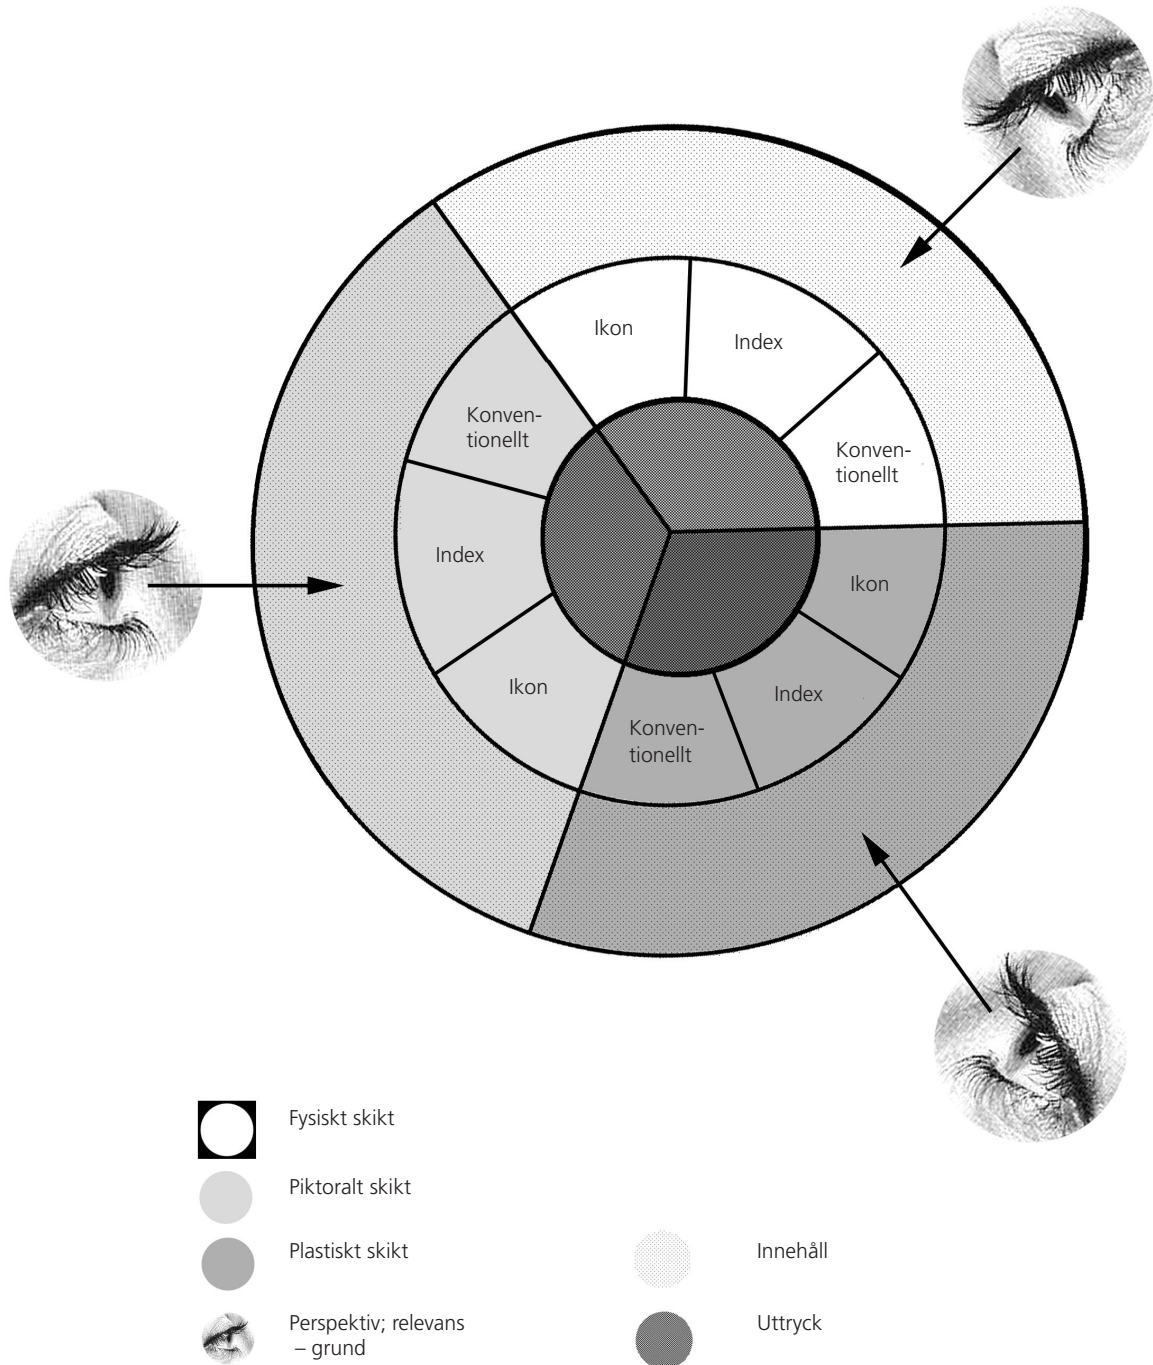 Ikon
Index
Konven-
tionellt
Konven-
tionellt
Index
Ikon
Ikon
Index
Konven-
tionellt
Fysiskt skikt
Piktoralt skikt
Plastiskt skikt
Innehåll
Perspektiv; relevans
– grund
Uttryck